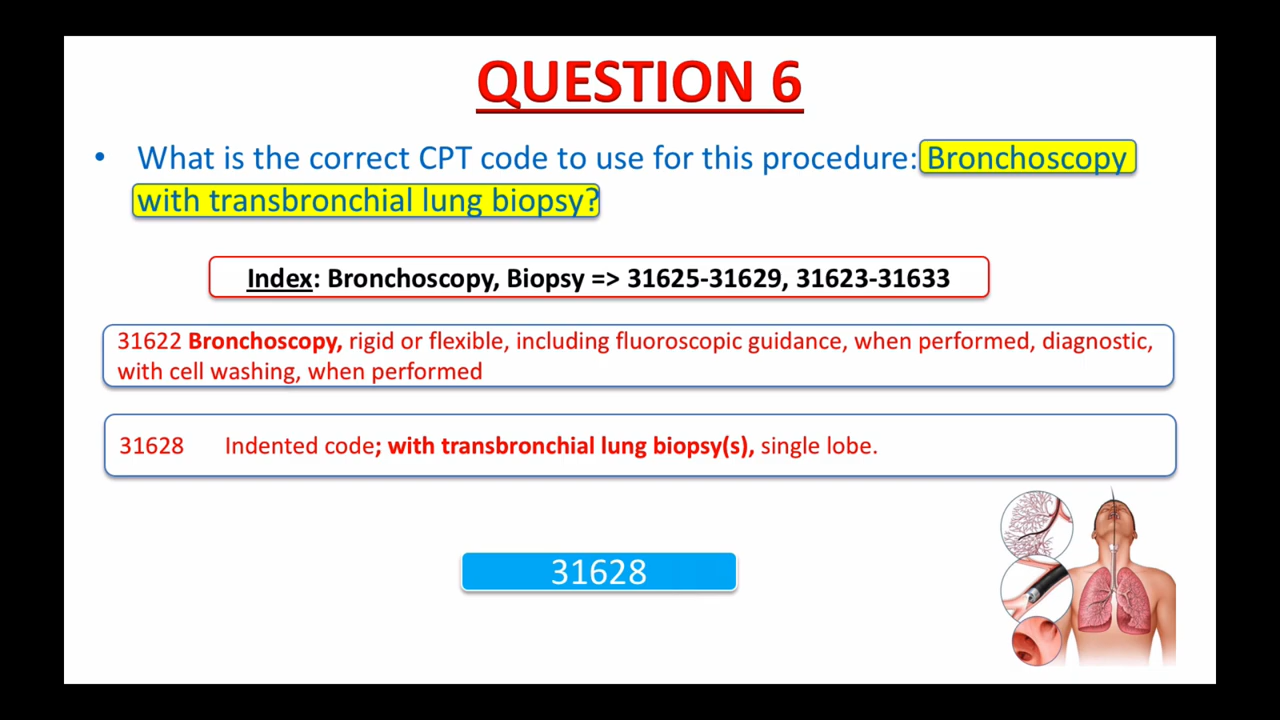 QUESTION 6
• What is the correct CPT code to use for this procedure: Bronchoscopy
with transbronchial lung biopsy?
Index: Bronchoscopy, Biopsy => 31625-31629, 31623-31633
31622 Bronchoscopy, rigid or flexible, including fluoroscopic guidance, when performed, diagnostic,
with cell washing, when performed
31628 Indented code; with transbronchial lung biopsy(s), single lobe.
31628